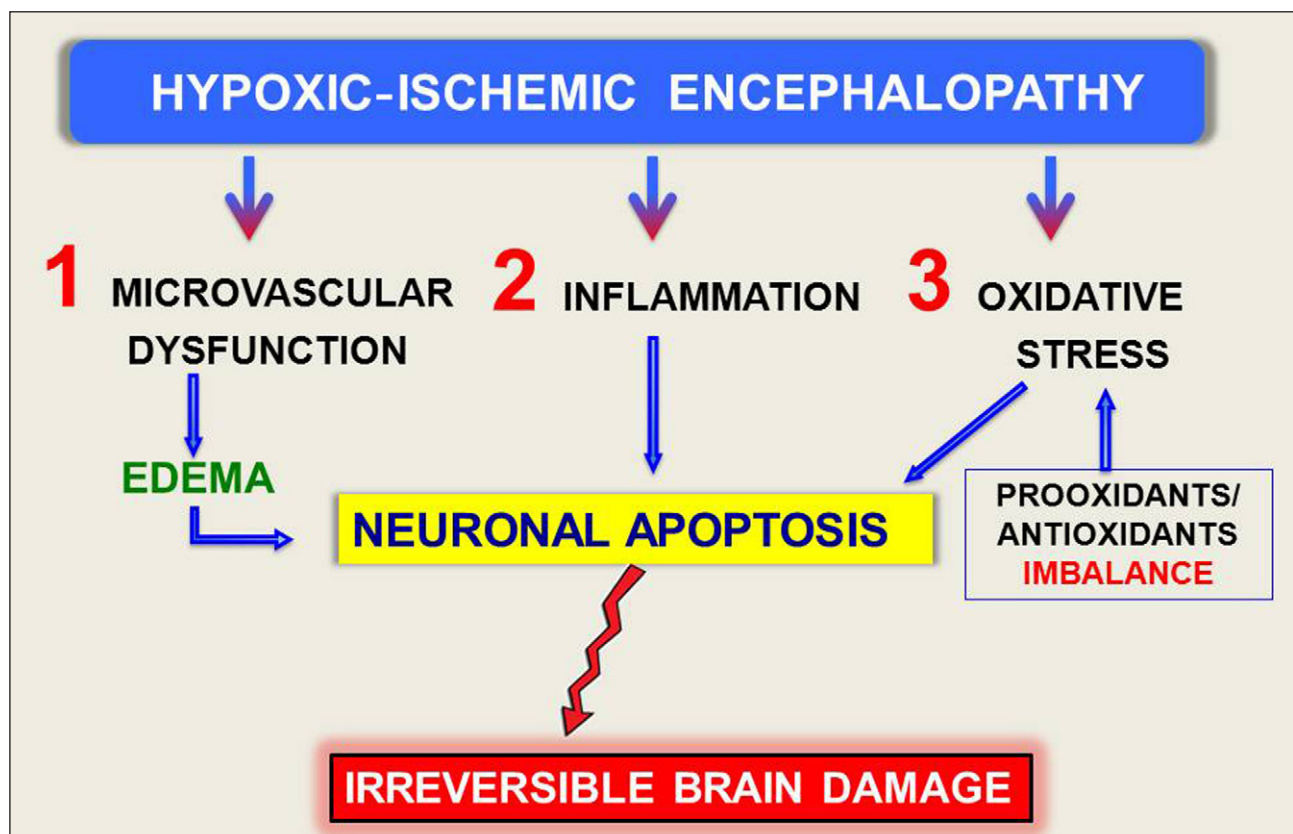 HYPOXIC-ISCHEMIC ENCEPHALOPATHY
1 MICROVASCULAR
DYSFUNCTION
2 INFLAMMATION
3 OXIDATIVE
STRESS
EDEMA
PROOXIDANTS/
ANTIOXIDANTS
IMBALANCE
NEURONAL APOPTOSIS
IRREVERSIBLE BRAIN DAMAGE